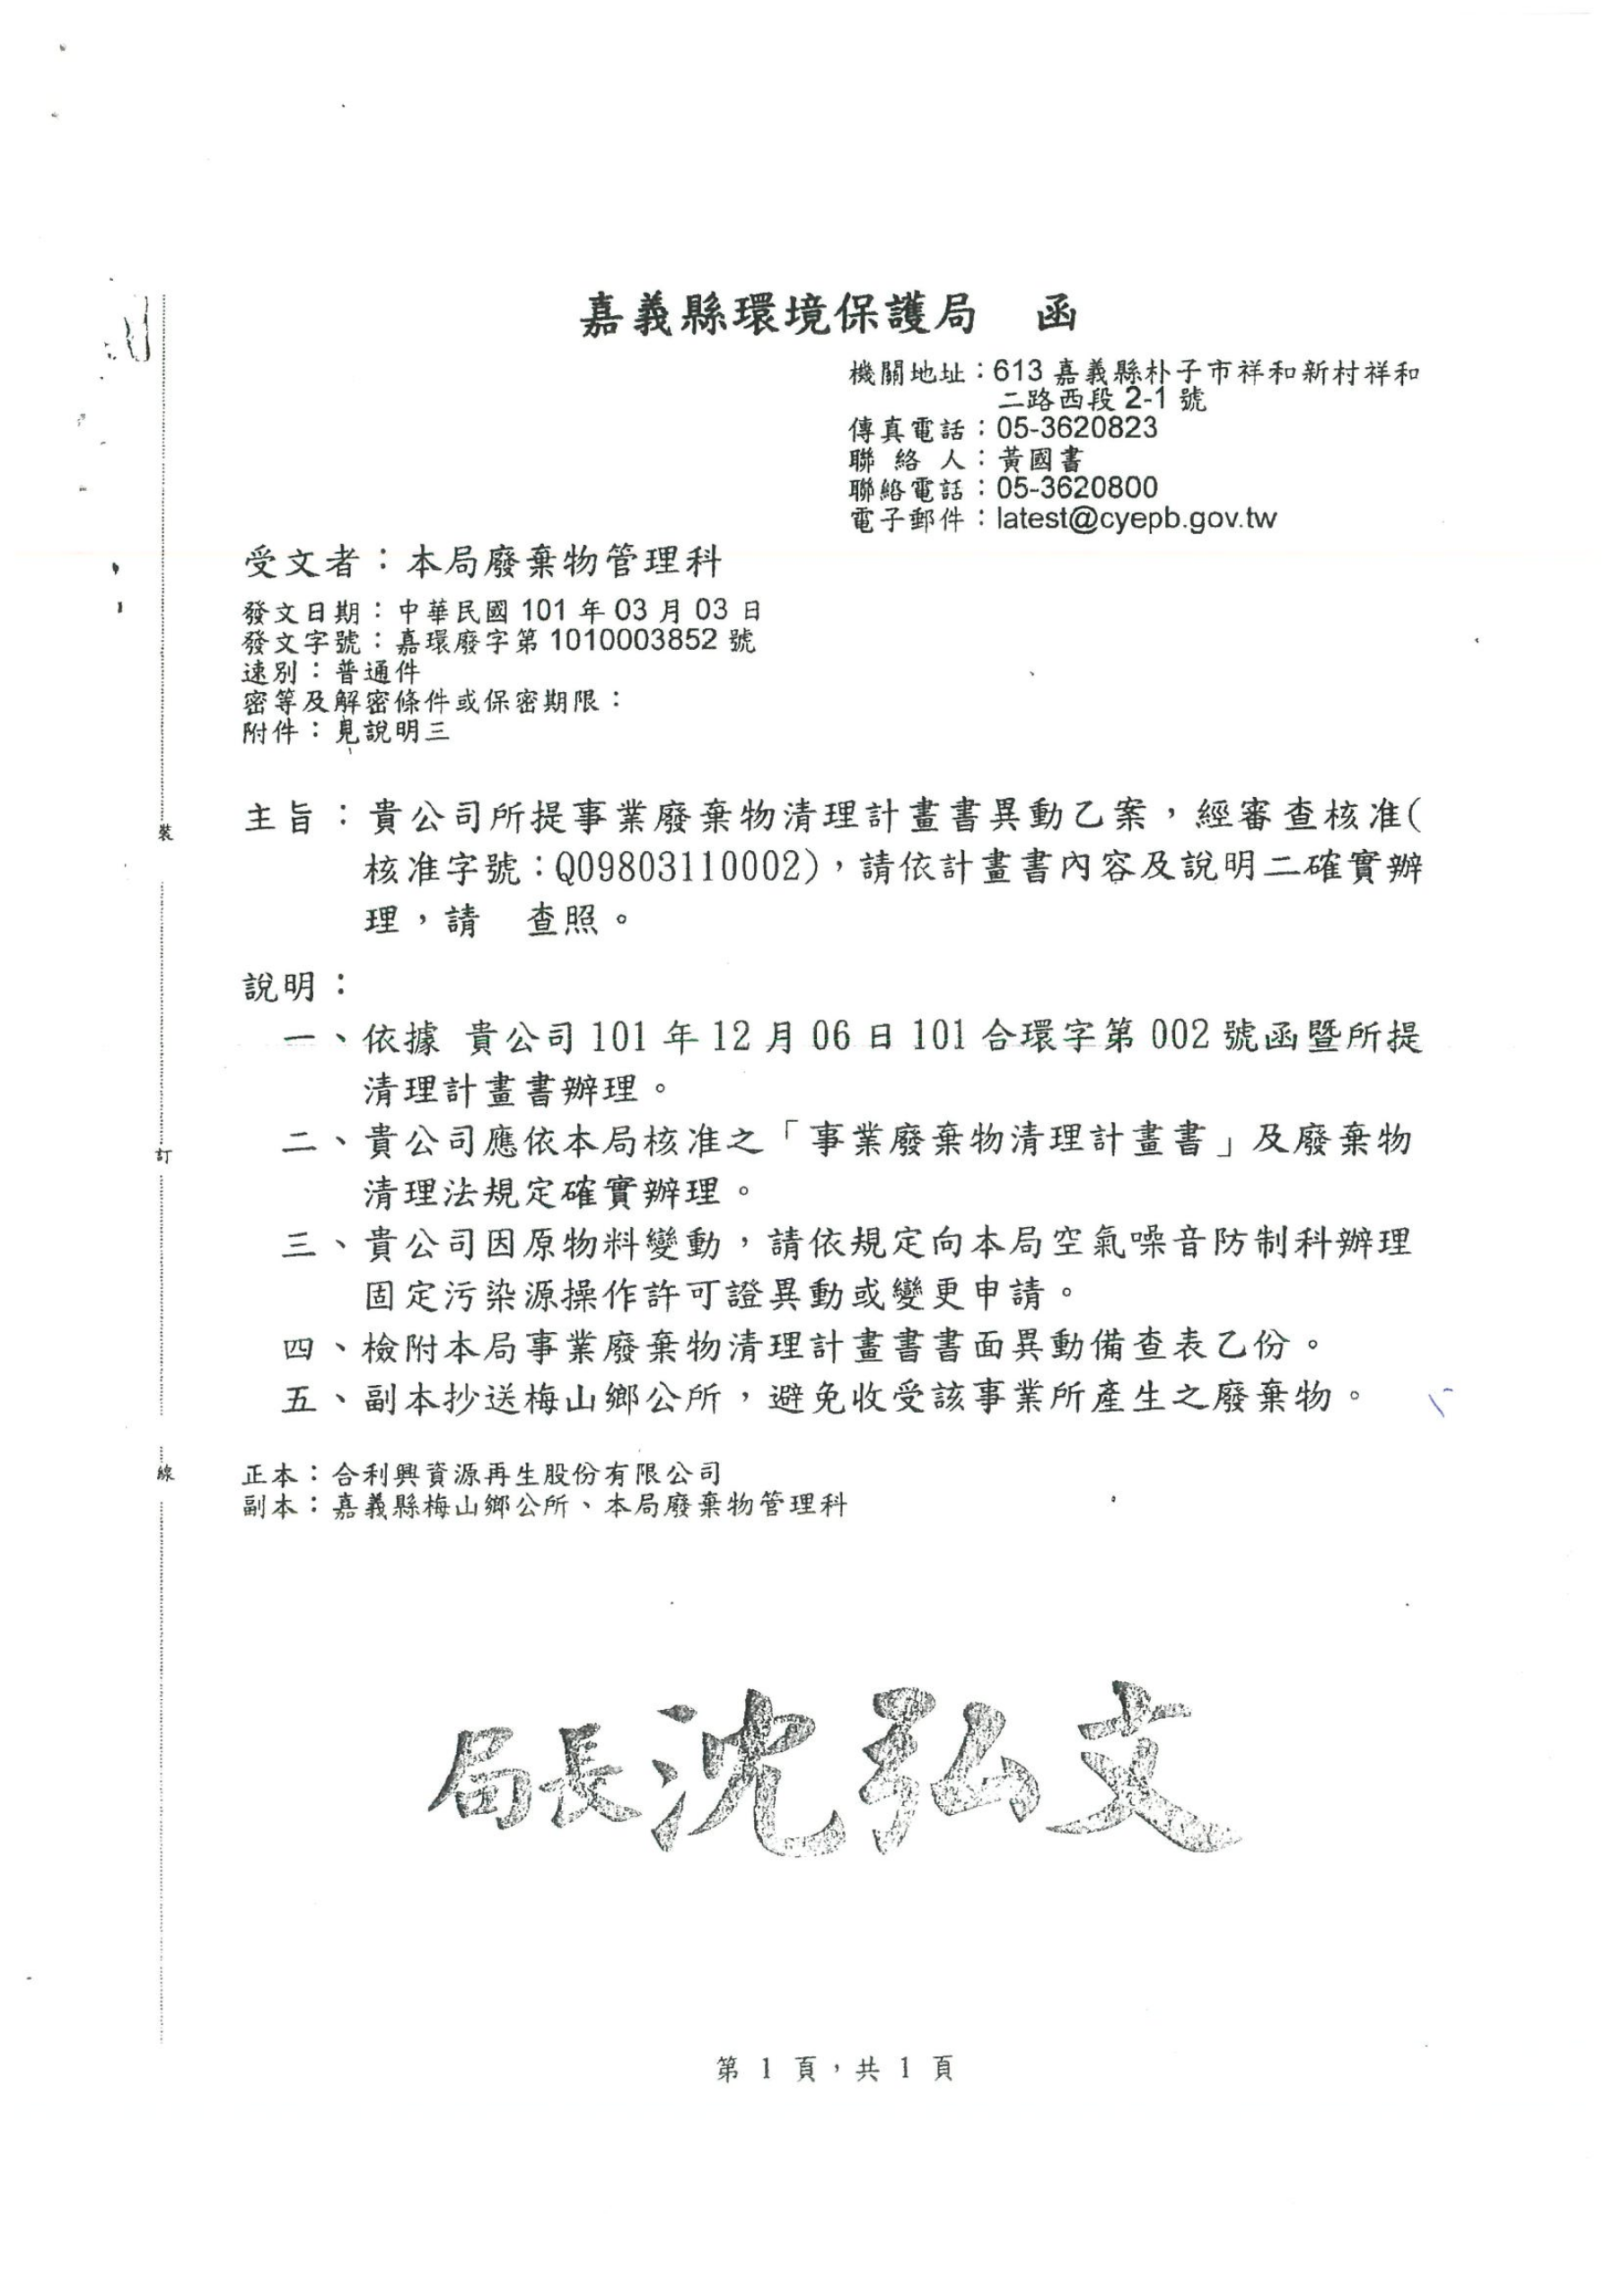 嘉義縣環境保護局　函
機關地址：613 嘉義縣朴子市祥和新村祥和
二路西段 2-1 號
傳真電話：05-3620823
聯 絡 人：黃國書
聯絡電話：05-3620800
電子郵件：latest@cyepb.gov.tw
受文者：本局廢棄物管理科
發文日期：中華民國 101 年 03 月 03 日
發文字號：嘉環廢字第 1010003852 號
速別：普通件
密等及解密條件或保密期限：
附件：見說明三
主旨：貴公司所提事業廢棄物清理計畫書異動乙案，經審查核准(
核准字號：Q09803110002)，請依計畫書內容及說明二確實辦
理，請　查照。
說明：
一、依據 貴公司 101 年 12 月 06 日 101 合環字第 002 號函暨所提
清理計畫書辦理。
二、貴公司應依本局核准之「事業廢棄物清理計畫書」及廢棄物
清理法規定確實辦理。
三、貴公司因原物料變動，請依規定向本局空氣噪音防制科辦理
固定污染源操作許可證異動或變更申請。
四、檢附本局事業廢棄物清理計畫書書面異動備查表乙份。
五、副本抄送梅山鄉公所，避免收受該事業所產生之廢棄物。
正本：合利興資源再生股份有限公司
副本：嘉義縣梅山鄉公所、本局廢棄物管理科
裝
訂
線
局長沈弘文
第 1 頁，共 1 頁